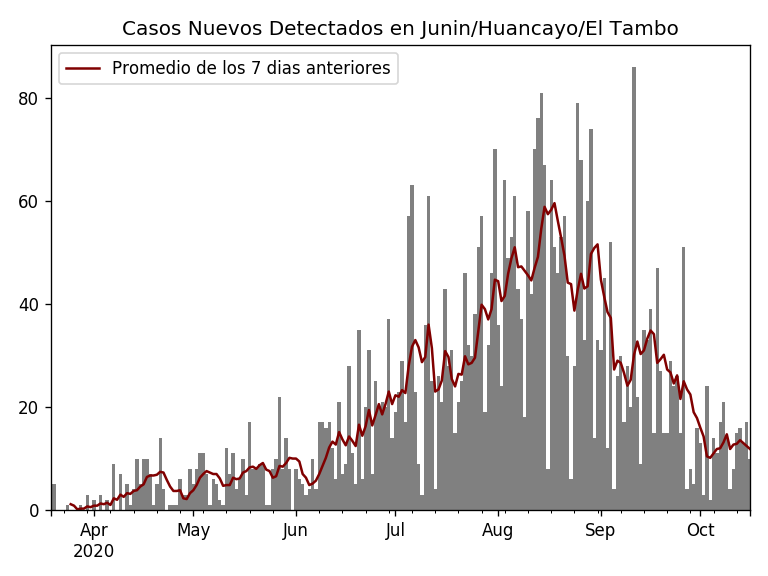 Casos Nuevos Detectados en Junin/Huancayo/El Tambo
Promedio de los 7 dias anteriores
80
60
40
20
0
Apr May Jun Jul Aug Sep Oct
2020